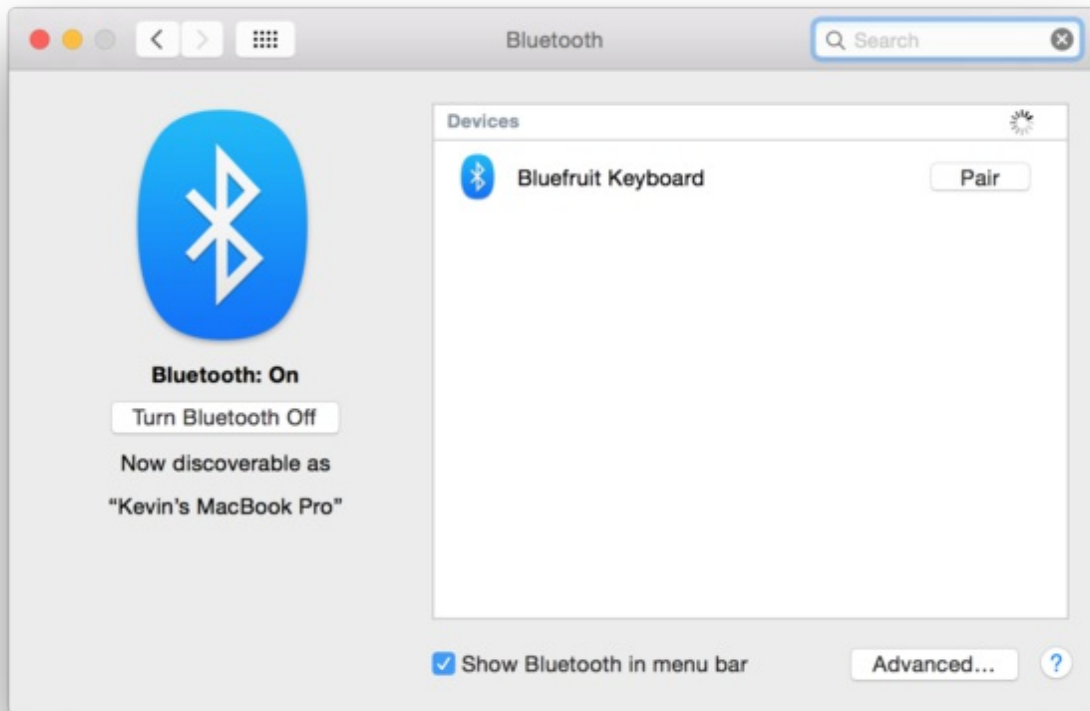 Bluetooth
Search
Devices
Bluefruit Keyboard
Pair
Bluetooth: On
Turn Bluetooth Off
Now discoverable as
“Kevin’s MacBook Pro”
Show Bluetooth in menu bar
Advanced...
?